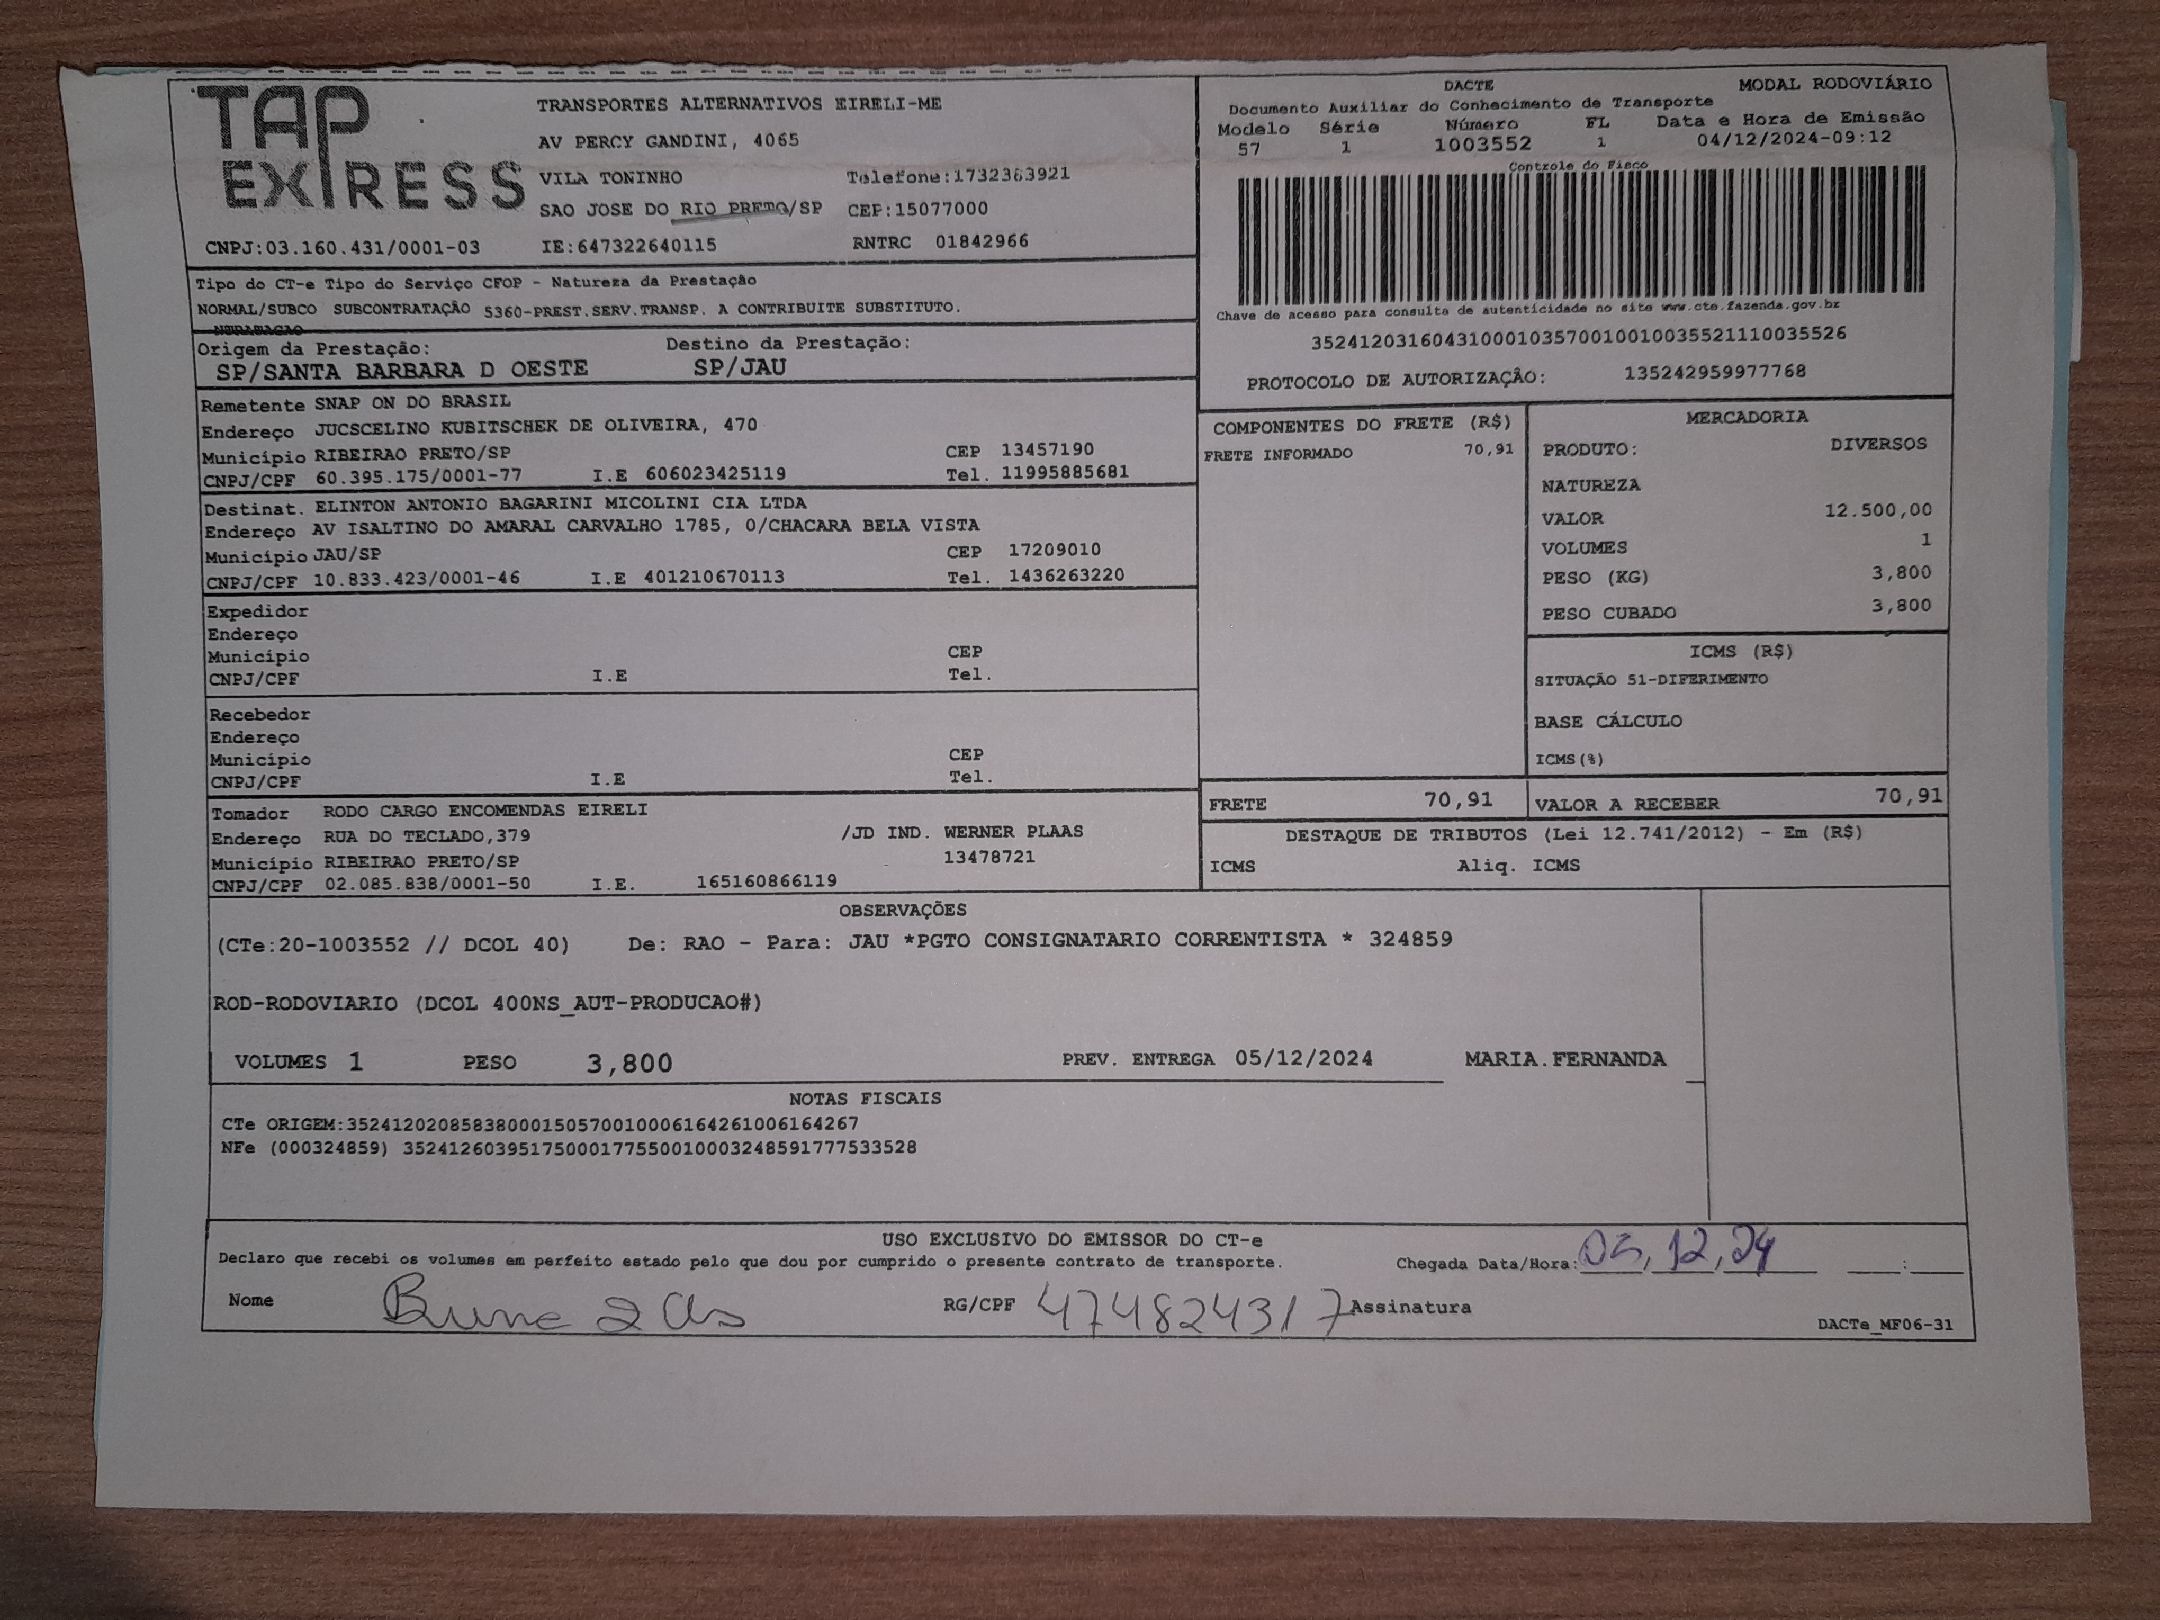 TAP EXPRESS
TRANSPORTES ALTERNATIVOS EIRELI-ME
AV PERCY GANDINI, 4065
VILA TONINHO Telefone:1732363921
SAO JOSE DO RIO PRETO/SP CEP:15077000
CNPJ:03.160.431/0001-03 IE:647322640115 RNTRC 01842966
DACTE MODAL RODOVIÁRIO
Documento Auxiliar do Conhecimento de Transporte
Modelo Série Número FL Data e Hora de Emissão
57 1 1003552 1 04/12/2024-09:12
Controle do Fisco
Chave de acesso para consulta de autenticidade no site www.cte.fazenda.gov.br
35241203160431000103570010010035521110035526
PROTOCOLO DE AUTORIZAÇÃO: 135242959977768
Tipo do CT-e Tipo do Serviço CFOP - Natureza da Prestação
NORMAL/SUBCO SUBCONTRATAÇÃO 5360-PREST.SERV.TRANSP. A CONTRIBUITE SUBSTITUTO.
NTRATACAO
Origem da Prestação: Destino da Prestação:
SP/SANTA BARBARA D OESTE SP/JAU
Remetente SNAP ON DO BRASIL
Endereço JUCSCELINO KUBITSCHEK DE OLIVEIRA, 470
Município RIBEIRAO PRETO/SP CEP 13457190
CNPJ/CPF 60.395.175/0001-77 I.E 606023425119 Tel. 11995885681
Destinat. ELINTON ANTONIO BAGARINI MICOLINI CIA LTDA
Endereço AV ISALTINO DO AMARAL CARVALHO 1785, 0/CHACARA BELA VISTA
Município JAU/SP CEP 17209010
CNPJ/CPF 10.833.423/0001-46 I.E 401210670113 Tel. 1436263220
Expedidor
Endereço
Município CEP
CNPJ/CPF I.E Tel.
Recebedor
Endereço
Município CEP
CNPJ/CPF I.E Tel.
Tomador RODO CARGO ENCOMENDAS EIRELI
Endereço RUA DO TECLADO,379 /JD IND. WERNER PLAAS
Município RIBEIRAO PRETO/SP 13478721
CNPJ/CPF 02.085.838/0001-50 I.E. 165160866119
COMPONENTES DO FRETE (R$)
FRETE INFORMADO 70,91
MERCADORIA
PRODUTO: DIVERSOS
NATUREZA
VALOR 12.500,00
VOLUMES 1
PESO (KG) 3,800
PESO CUBADO 3,800
ICMS (R$)
SITUAÇÃO 51-DIFERIMENTO
BASE CÁLCULO
ICMS(%)
FRETE 70,91 VALOR A RECEBER 70,91
DESTAQUE DE TRIBUTOS (Lei 12.741/2012) - Em (R$)
ICMS Aliq. ICMS
OBSERVAÇÕES
(CTe:20-1003552 // DCOL 40) De: RAO - Para: JAU *PGTO CONSIGNATARIO CORRENTISTA * 324859
ROD-RODOVIARIO (DCOL 400NS_AUT-PRODUCAO#)
VOLUMES 1 PESO 3,800 PREV. ENTREGA 05/12/2024 MARIA.FERNANDA
NOTAS FISCAIS
CTe ORIGEM:35241202085838000150570010006164261006164267
NFe (000324859) 35241260395175000177550010003248591777533528
USO EXCLUSIVO DO EMISSOR DO CT-e
Declaro que recebi os volumes em perfeito estado pelo que dou por cumprido o presente contrato de transporte. Chegada Data/Hora: 05,12,24 :
Nome RG/CPF 474824317 Assinatura
DACTe_MF06-31